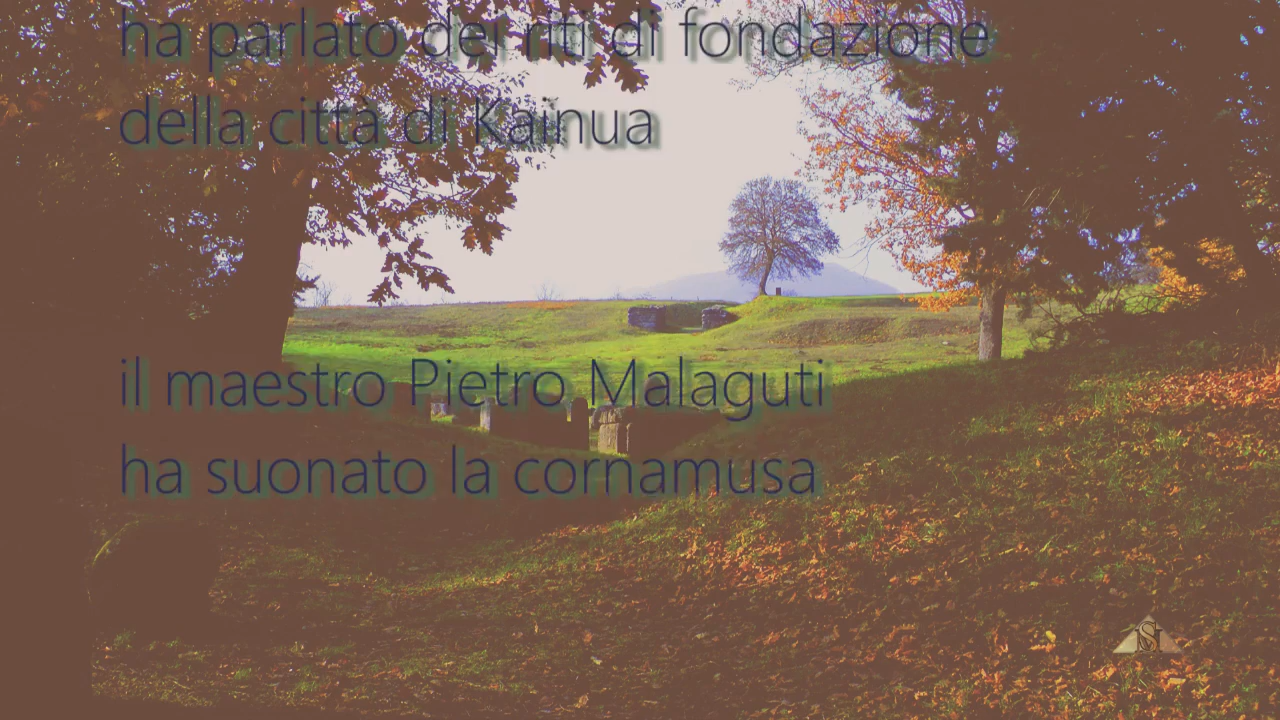 ha parlato dei riti di fondazione
della città di Kainua
il maestro Pietro Malaguti
ha suonato la cornamusa